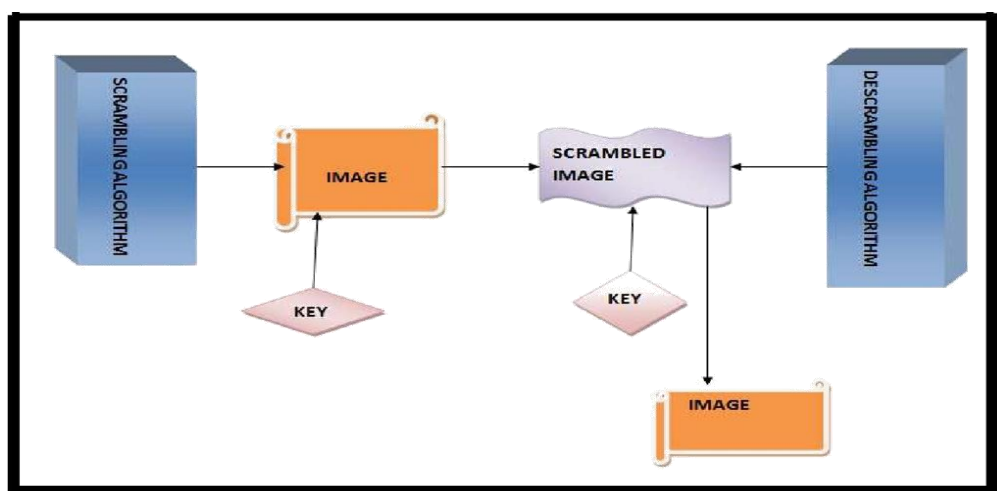 SCRAMBLING ALGORITHM
IMAGE
KEY
SCRAMBLED
IMAGE
KEY
DESCRAMBLING ALGORITHM
IMAGE